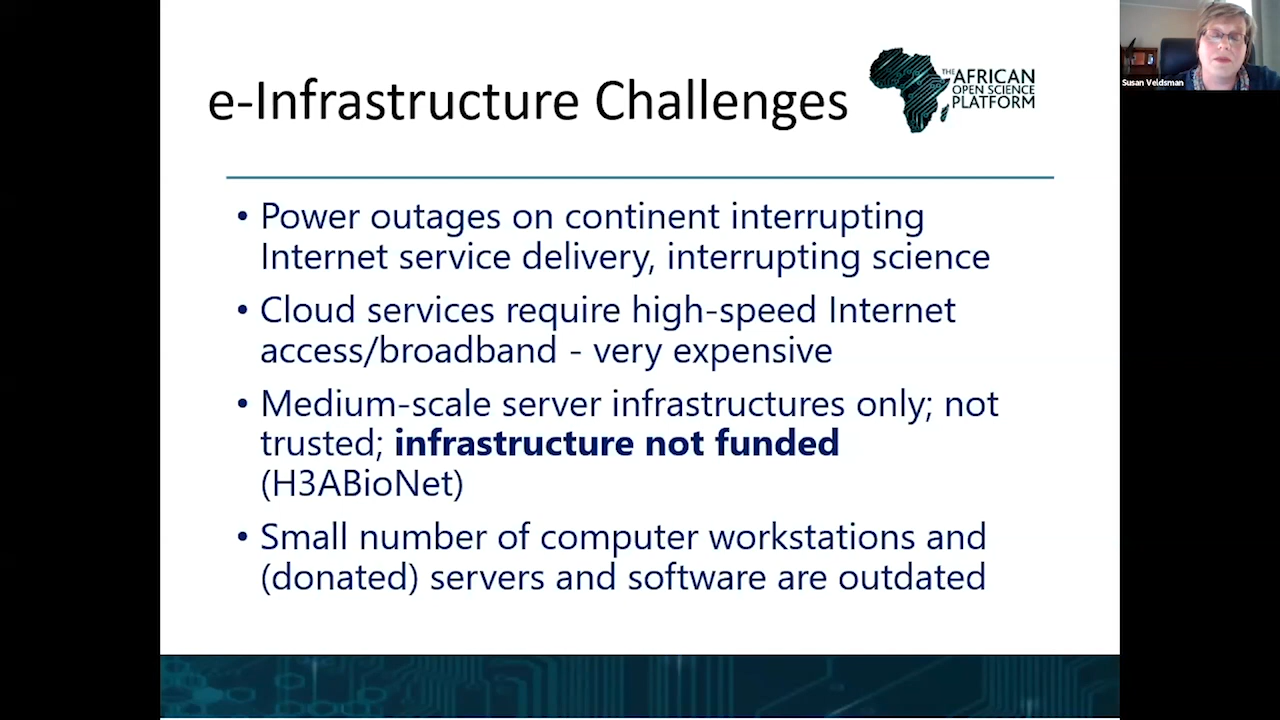 e-Infrastructure Challenges
THE AFRICAN
OPEN SCIENCE
PLATFORM
Susan Veldsman
• Power outages on continent interrupting
Internet service delivery, interrupting science
• Cloud services require high-speed Internet
access/broadband - very expensive
• Medium-scale server infrastructures only; not
trusted; infrastructure not funded
(H3ABioNet)
• Small number of computer workstations and
(donated) servers and software are outdated